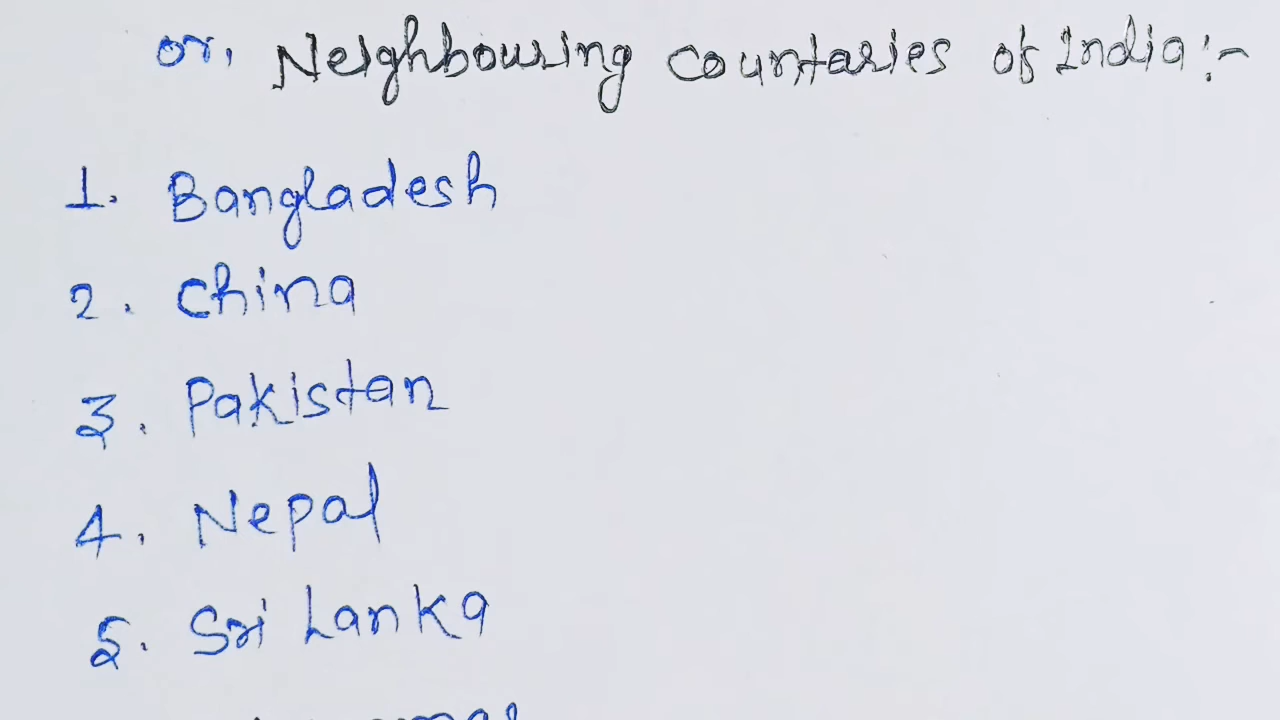 or, Neighbouring Countaries of India:-
1. Bangladesh
2. China
3. Pakistan
4. Nepal
5. Sri Lanka